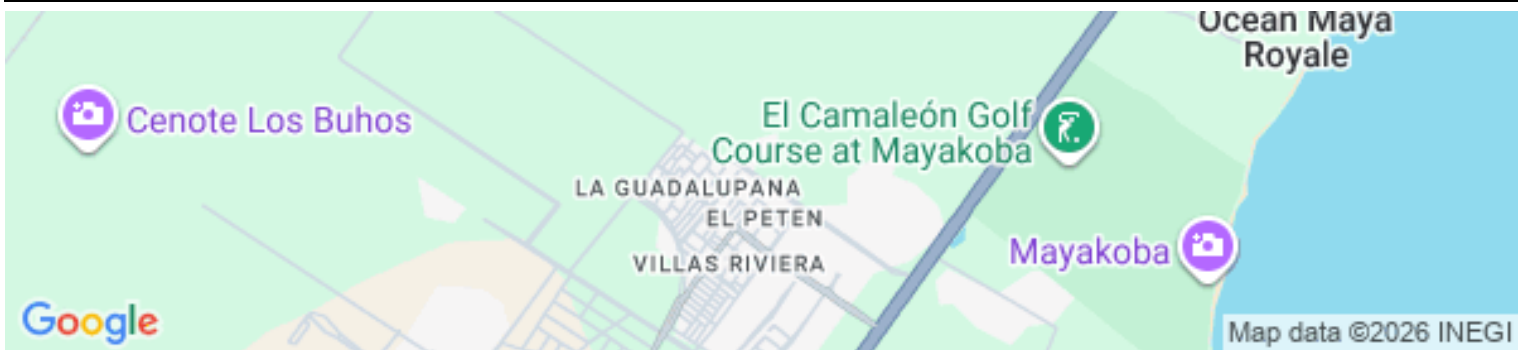 Ocean Maya
Royale
Cenote Los Buhos
El Camaleón Golf
Course at Mayakoba
LA GUADALUPANA
EL PETEN
VILLAS RIVIERA
Mayakoba
Google
Map data ©2026 INEGI